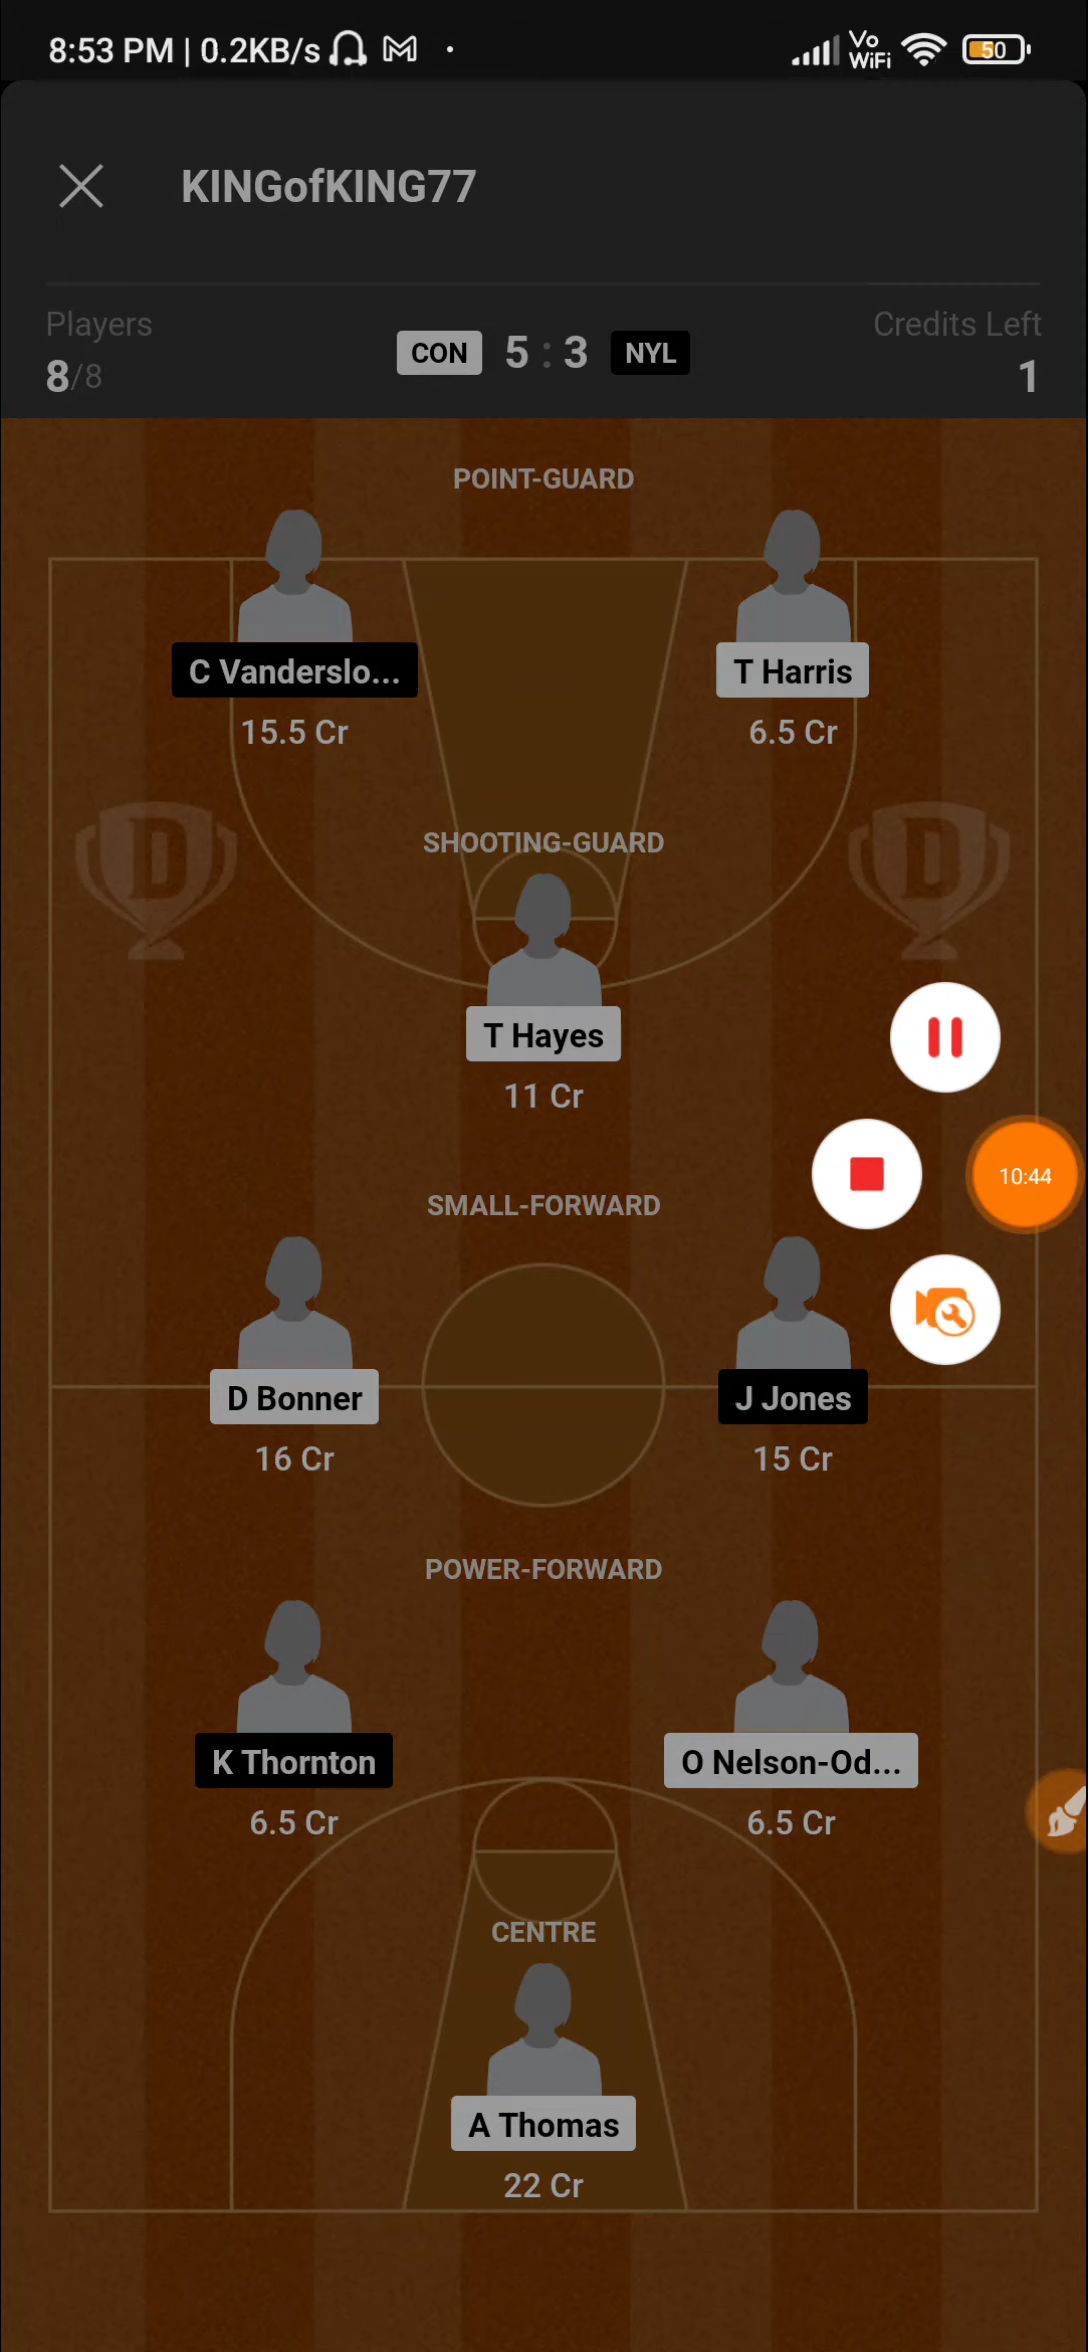 8:53 PM | 0.2KB/s
Vo WiFi
50
KINGofKING77
Players
8/8
CON 5 : 3 NYL
Credits Left
1
POINT-GUARD
C Vanderslo...
15.5 Cr
T Harris
6.5 Cr
SHOOTING-GUARD
T Hayes
11 Cr
10:44
SMALL-FORWARD
D Bonner
16 Cr
J Jones
15 Cr
POWER-FORWARD
K Thornton
6.5 Cr
O Nelson-Od...
6.5 Cr
CENTRE
A Thomas
22 Cr